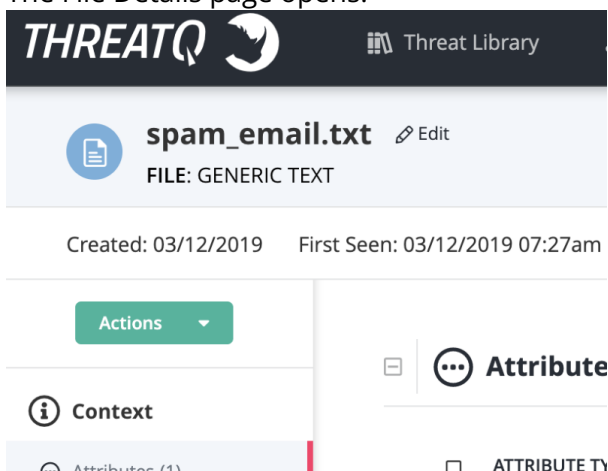 The File Details page opens.
THREATQ
Threat Library
spam_email.txt
Edit
FILE: GENERIC TEXT
Created: 03/12/2019
First Seen: 03/12/2019 07:27am
Actions
Context
Attribute
Attributes (1)
ATTRIBUTE TY